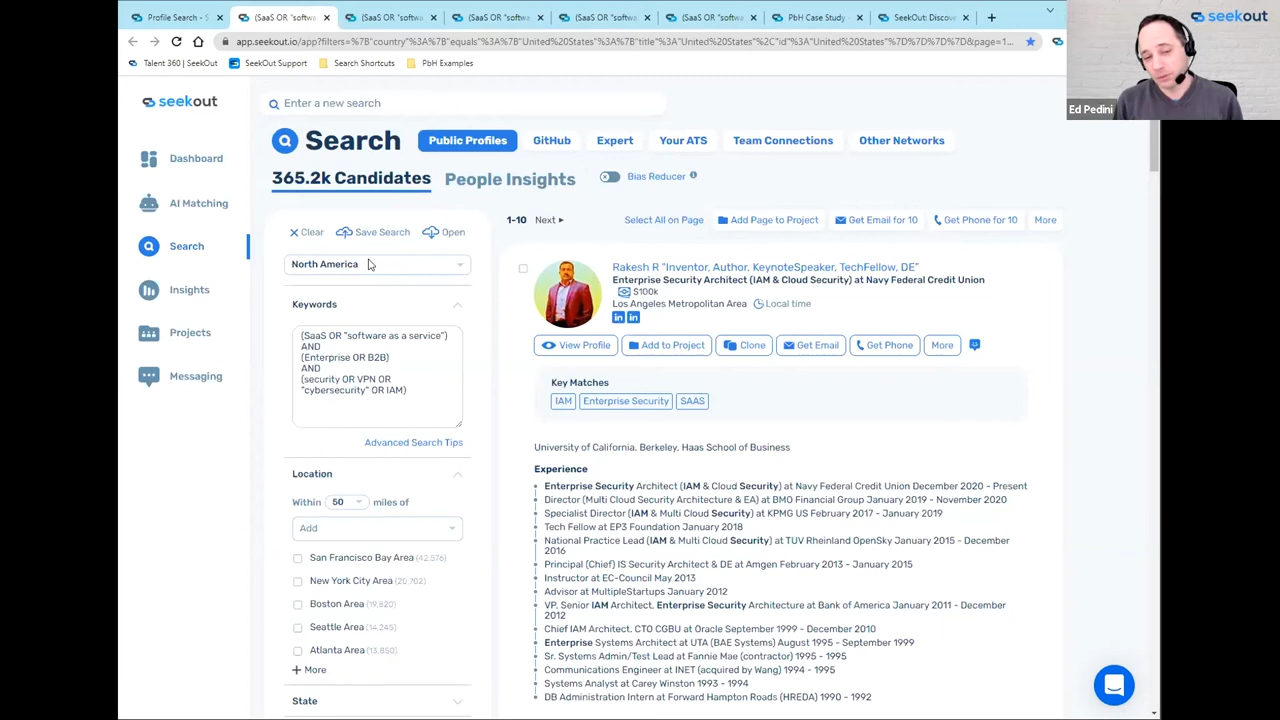 Profile Search - S
(SaaS OR "softwa
(SaaS OR "softwa
(SaaS OR "softwa
(SaaS OR "softwa
(SaaS OR "softwa
PbH Case Study -
SeekOut Discove
app.seekout.io/app?filters=%7B"country"%3A%7B"equals"%3A%7B"United%20States"%3A%7B"title"%3A"United%20States"%2C"id"%3A"United%20States"%7D%7D%7D%7D&page=1...
Talent 360 | SeekOut
SeekOut Support
Search Shortcuts
PbH Examples
seekout
Ed Pedini
seekout
Dashboard
AI Matching
Search
Insights
Projects
Messaging
Enter a new search
Search
Public Profiles
GitHub
Expert
Your ATS
Team Connections
Other Networks
365.2k Candidates
People Insights
Bias Reducer
Clear
Save Search
Open
North America
Keywords
(SaaS OR "software as a service")
AND
(Enterprise OR B2B)
AND
(security OR VPN OR
"cybersecurity" OR IAM)
Advanced Search Tips
Location
Within 50 miles of
Add
San Francisco Bay Area (42,576)
New York City Area (20,702)
Boston Area (19,820)
Seattle Area (14,245)
Atlanta Area (13,850)
+ More
State
1-10 Next
Select All on Page
Add Page to Project
Get Email for 10
Get Phone for 10
More
Rakesh R "Inventor, Author, KeynoteSpeaker, TechFellow, DE"
Enterprise Security Architect (IAM & Cloud Security) at Navy Federal Credit Union
$100k
Los Angeles Metropolitan Area Local time
in in
View Profile
Add to Project
Clone
Get Email
Get Phone
More
Key Matches
IAM
Enterprise Security
SAAS
University of California, Berkeley, Haas School of Business
Experience
Enterprise Security Architect (IAM & Cloud Security) at Navy Federal Credit Union December 2020 - Present
Director (Multi Cloud Security Architecture & EA) at BMO Financial Group January 2019 - November 2020
Specialist Director (IAM & Multi Cloud Security) at KPMG US February 2017 - January 2019
Tech Fellow at EP3 Foundation January 2018
National Practice Lead (IAM & Multi Cloud Security) at TUV Rheinland OpenSky January 2015 - December
2016
Principal (Chief) IS Security Architect & DE at Amgen February 2013 - January 2015
Instructor at EC-Council May 2013
Advisor at MultipleStartups January 2012
VP, Senior IAM Architect, Enterprise Security Architecture at Bank of America January 2011 - December
2012
Chief IAM Architect, CTO CGBU at Oracle September 1999 - December 2010
Enterprise Systems Architect at UTA (BAE Systems) August 1995 - September 1999
Sr. Systems Admin/Test Lead at Fannie Mae (contractor) 1995 - 1995
Communications Engineer at INET (acquired by Wang) 1994 - 1995
Systems Analyst at Carey Winston 1993 - 1994
DB Administration Intern at Forward Hampton Roads (HREDA) 1990 - 1992